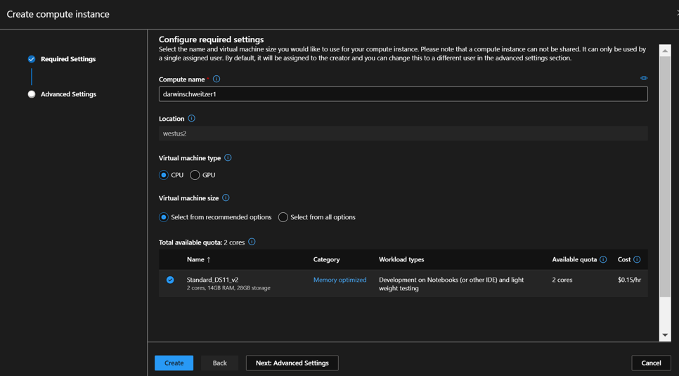 Create compute instance
Required Settings
Advanced Settings
Configure required settings
Select the name and virtual machine size you would like to use for your compute instance. Please note that a compute instance can not be shared. It can only be used by
a single assigned user. By default, it will be assigned to the creator and you can change this to a different user in the advanced settings section.
Compute name *
darwinschweitzer1
Location
westus2
Virtual machine type
CPU GPU
Virtual machine size
Select from recommended options Select from all options
Total available quota: 2 cores
Name ↑ Category Workload types Available quota Cost
Standard_DS11_v2 Memory optimized Development on Notebooks (or other IDE) and light 2 cores $0.15/hr
2 cores, 14GB RAM, 28GB storage weight testing
Create Back Next: Advanced Settings Cancel